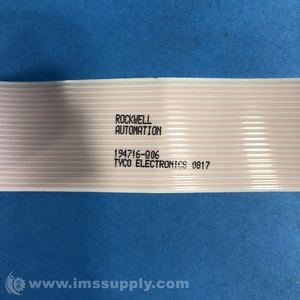 ROCKWELL
AUTOMATION
194716-Q06
TYCO ELECTRONICS 0817
© www.imssupply.com